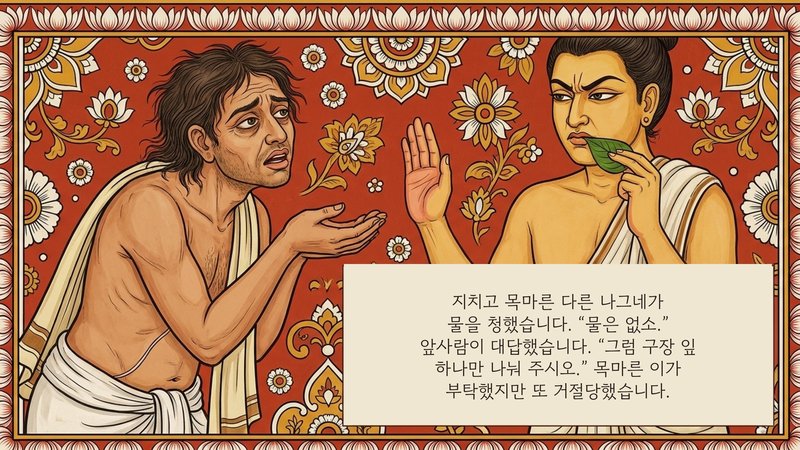 지치고 목마른 다른 나그네가
물을 청했습니다. “물은 없소.”
앞사람이 대답했습니다. “그럼 구장 잎
하나만 나눠 주시오.” 목마른 이가
부탁했지만 또 거절당했습니다.